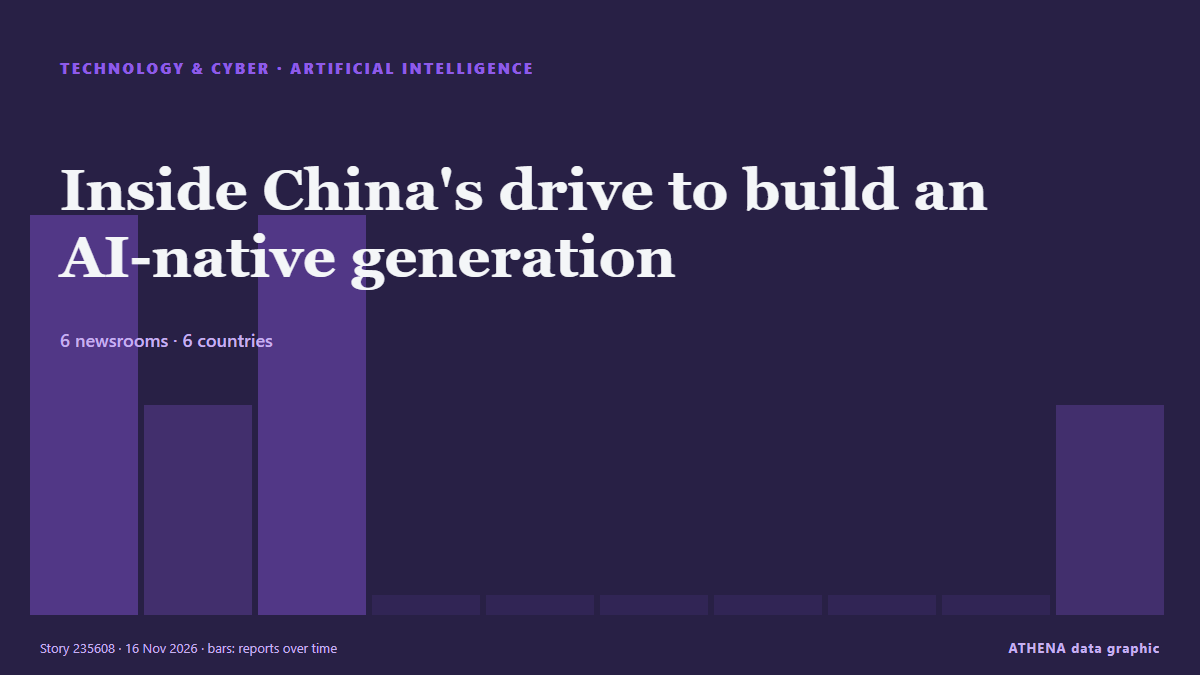 TECHNOLOGY & CYBER · ARTIFICIAL INTELLIGENCE
Inside China's drive to build an
AI-native generation
6 newsrooms · 6 countries
Story 235608 · 16 Nov 2026 · bars: reports over time
ATHENA data graphic